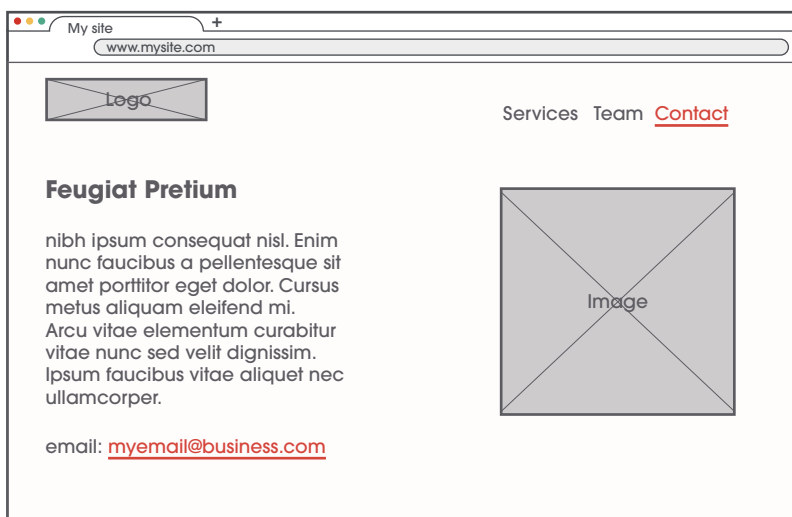 My site +
www.mysite.com
Logo
Services Team Contact
Feugiat Pretium
nibh ipsum consequat nisl. Enim
nunc faucibus a pellentesque sit
amet porttitor eget dolor. Cursus
metus aliquam eleifend mi.
Arcu vitae elementum curabitur
vitae nunc sed velit dignissim.
Ipsum faucibus vitae aliquet nec
ullamcorper.
email: myemail@business.com
Image